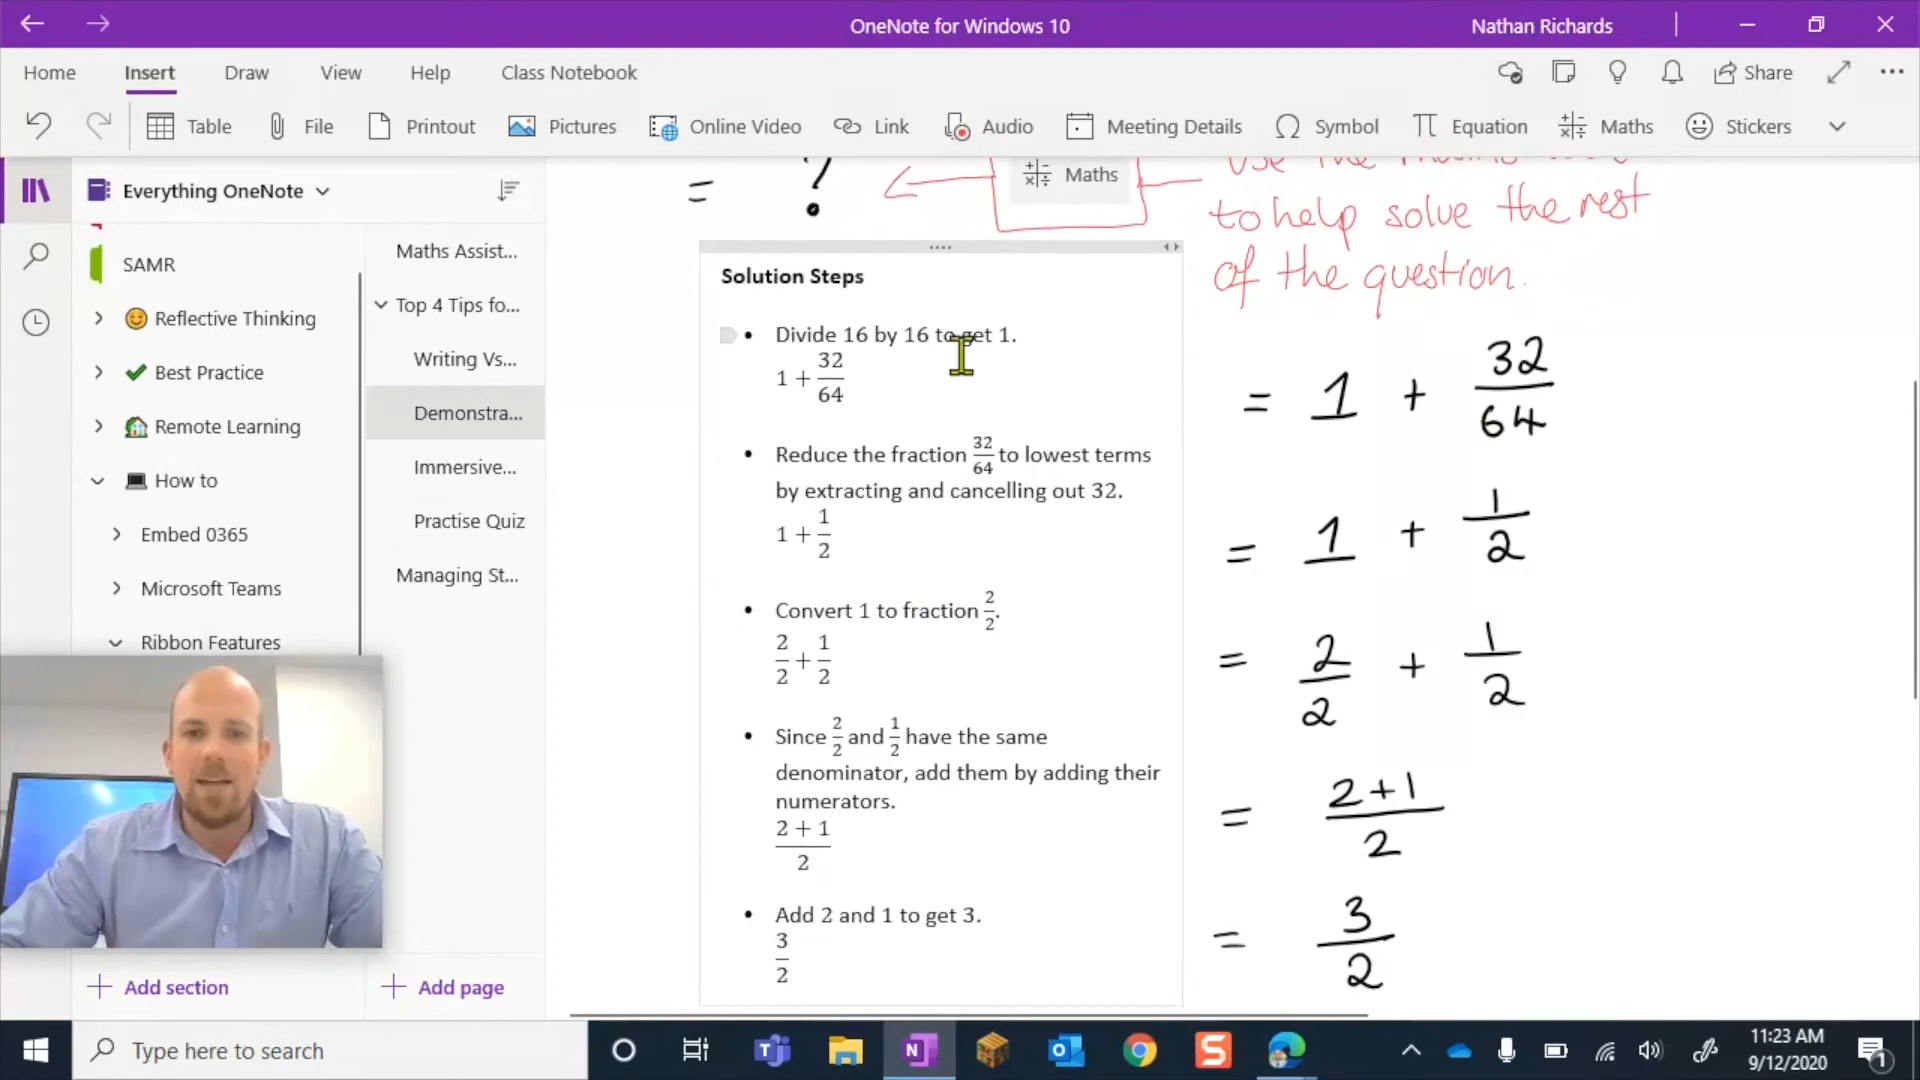 OneNote for Windows 10
Nathan Richards
Home Insert Draw View Help Class Notebook
Share
Table File Printout Pictures Online Video Link Audio Meeting Details Symbol Equation Maths Stickers
Everything OneNote
SAMR
Reflective Thinking
Best Practice
Remote Learning
How to
Embed 0365
Microsoft Teams
Ribbon Features
Add section
Maths Assist...
Top 4 Tips fo...
Writing Vs...
Demonstra...
Immersive...
Practise Quiz
Managing St...
Add page
= ?
Maths
to help solve the rest
of the question.
Solution Steps
• Divide 16 by 16 to get 1.
1 + 32/64
• Reduce the fraction 32/64 to lowest terms
by extracting and cancelling out 32.
1 + 1/2
• Convert 1 to fraction 2/2.
2/2 + 1/2
• Since 2/2 and 1/2 have the same
denominator, add them by adding their
numerators.
2 + 1/2
• Add 2 and 1 to get 3.
3/2
= 1 + 32/64
= 1 + 1/2
= 2/2 + 1/2
= 2+1/2
= 3/2
Type here to search
11:23 AM
9/12/2020
1